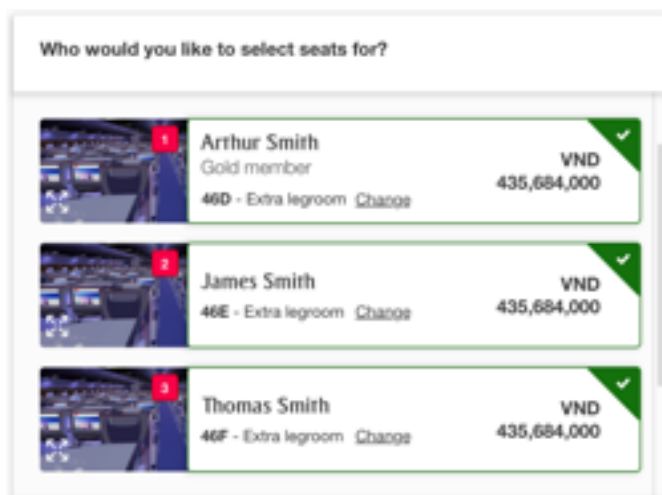 Who would you like to select seats for?
1
Arthur Smith
Gold member
46D - Extra legroom Change
VND
435,684,000
2
James Smith
46E - Extra legroom Change
VND
435,684,000
3
Thomas Smith
46F - Extra legroom Change
VND
435,684,000